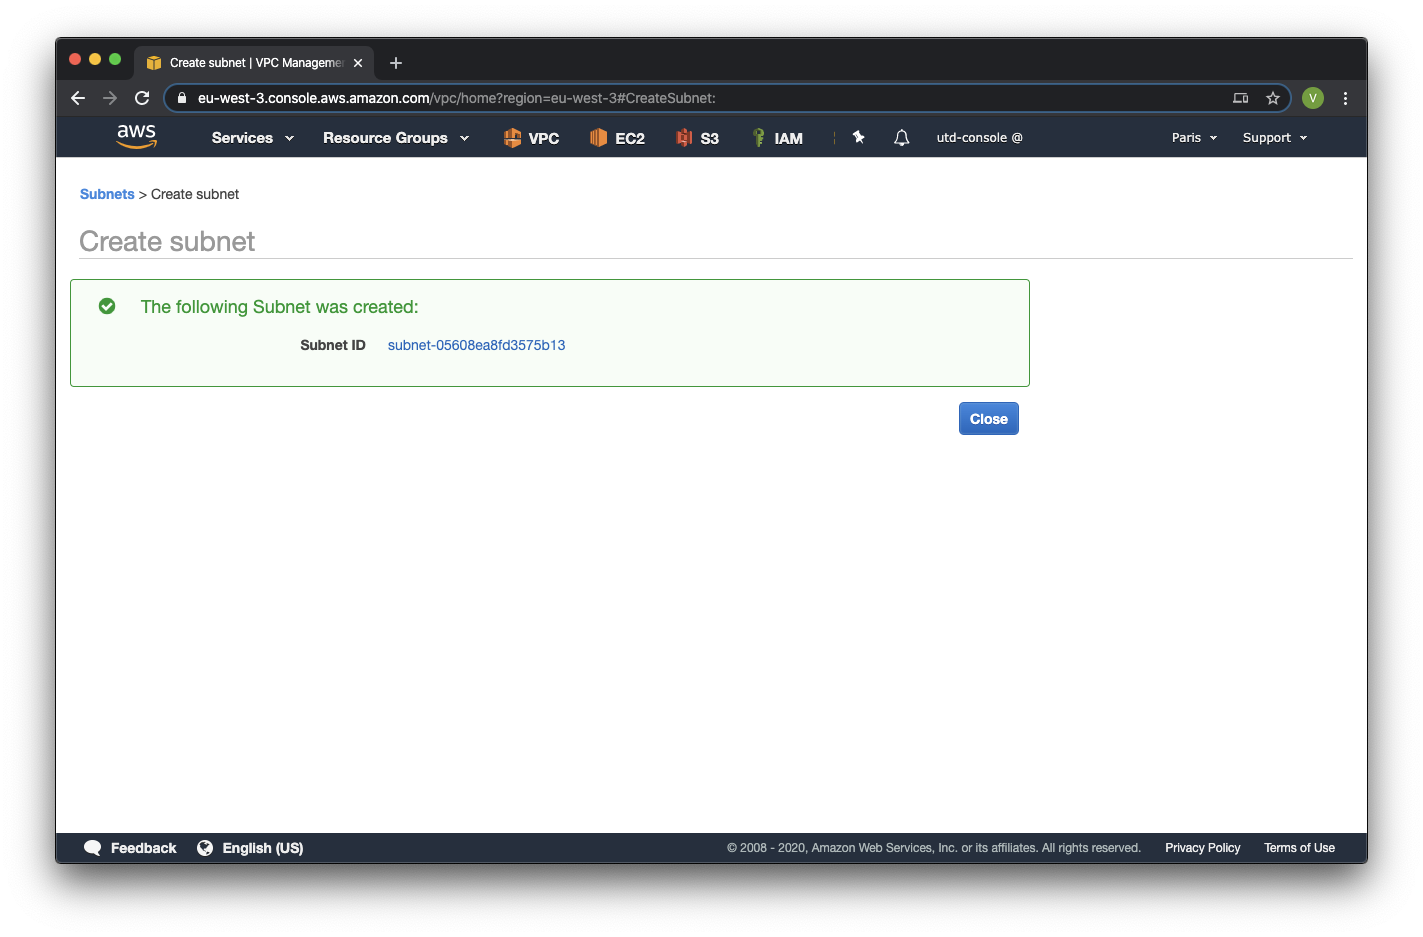 Create subnet | VPC Manageme
eu-west-3.console.aws.amazon.com/vpc/home?region=eu-west-3#CreateSubnet:
V
aws
Services
Resource Groups
VPC
EC2
S3
IAM
utd-console @
Paris
Support
Subnets > Create subnet
Create subnet
The following Subnet was created:
Subnet ID subnet-05608ea8fd3575b13
Close
Feedback
English (US)
© 2008 - 2020, Amazon Web Services, Inc. or its affiliates. All rights reserved.
Privacy Policy
Terms of Use